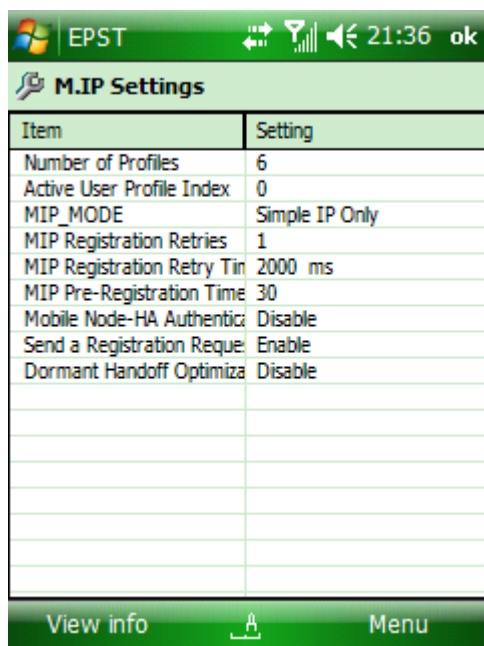 EPST 21:36 ok
M.IP Settings
Item Setting
Number of Profiles 6
Active User Profile Index 0
MIP_MODE Simple IP Only
MIP Registration Retries 1
MIP Registration Retry Tin 2000 ms
MIP Pre-Registration Time 30
Mobile Node-HA Authentica Disable
Send a Registration Reque Enable
Dormant Handoff Optimiza Disable
View info A Menu